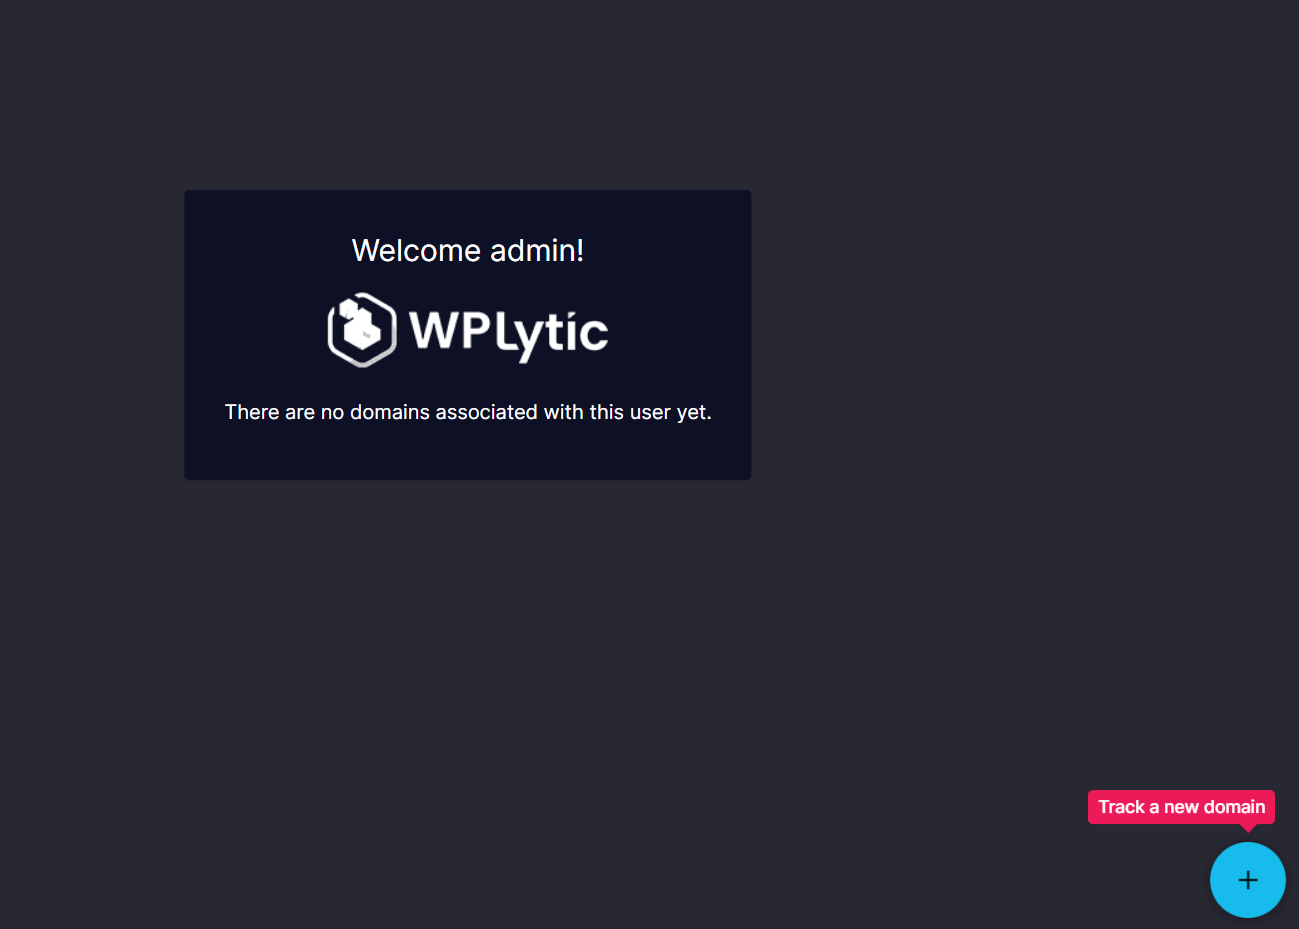 Welcome admin!
WPLytic
There are no domains associated with this user yet.
Track a new domain
+